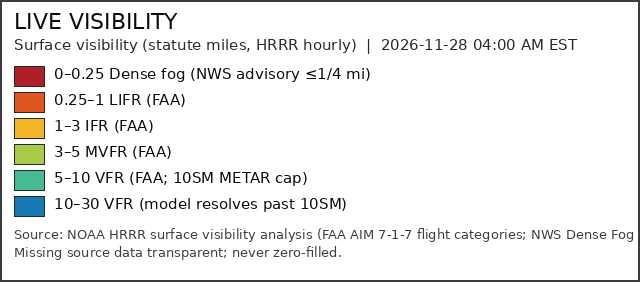 LIVE VISIBILITY
Surface visibility (statute miles, HRRR hourly)  |  2026-11-28 04:00 AM EST
0–0.25 Dense fog (NWS advisory ≤1/4 mi)
0.25–1 LIFR (FAA)
1–3 IFR (FAA)
3–5 MVFR (FAA)
5–10 VFR (FAA; 10SM METAR cap)
10–30 VFR (model resolves past 10SM)
Source: NOAA HRRR surface visibility analysis (FAA AIM 7-1-7 flight categories; NWS Dense Fog
Missing source data transparent; never zero-filled.